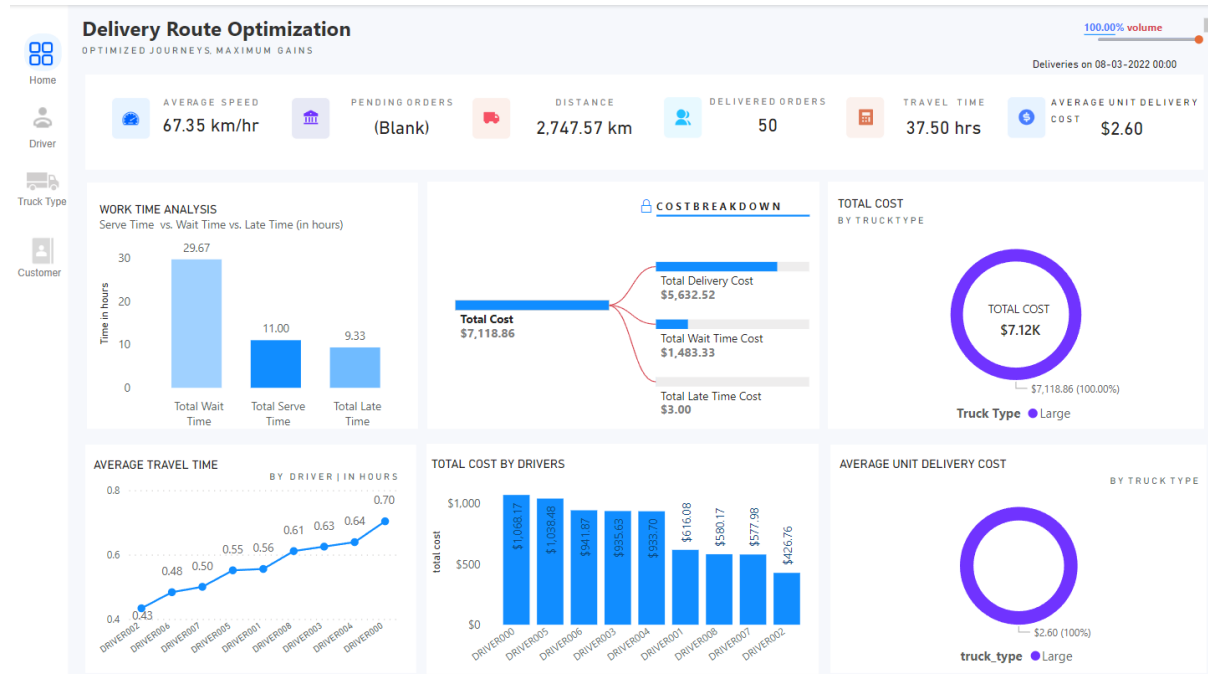 Delivery Route Optimization
OPTIMIZED JOURNEYS, MAXIMUM GAINS
100.00% volume
Deliveries on 08-03-2022 00:00
Home
Driver
Truck Type
Customer
AVERAGE SPEED
67.35 km/hr
PENDING ORDERS
(Blank)
DISTANCE
2,747.57 km
DELIVERED ORDERS
50
TRAVEL TIME
37.50 hrs
AVERAGE UNIT DELIVERY
COST
$2.60
WORK TIME ANALYSIS
Serve Time vs. Wait Time vs. Late Time (in hours)
Time in hours
30
20
10
0
29.67
11.00
9.33
Total Wait
Time
Total Serve
Time
Total Late
Time
COSTBREAKDOWN
Total Cost
$7,118.86
Total Delivery Cost
$5,632.52
Total Wait Time Cost
$1,483.33
Total Late Time Cost
$3.00
TOTAL COST
BY TRUCKTYPE
TOTAL COST
$7.12K
$7,118.86 (100.00%)
Truck Type Large
AVERAGE TRAVEL TIME
BY DRIVER | IN HOURS
0.8
0.6
0.4
0.43
0.48
0.50
0.55
0.56
0.61
0.63
0.64
0.70
DRIVER002
DRIVER006
DRIVER007
DRIVER005
DRIVER001
DRIVER008
DRIVER003
DRIVER004
DRIVER000
TOTAL COST BY DRIVERS
total cost
$1,000
$500
$0
$1,068.17
$1,038.48
$941.87
$935.63
$933.70
$616.08
$580.17
$577.98
$426.76
DRIVER000
DRIVER005
DRIVER006
DRIVER003
DRIVER004
DRIVER001
DRIVER008
DRIVER007
DRIVER002
AVERAGE UNIT DELIVERY COST
BY TRUCK TYPE
$2.60 (100%)
truck_type Large